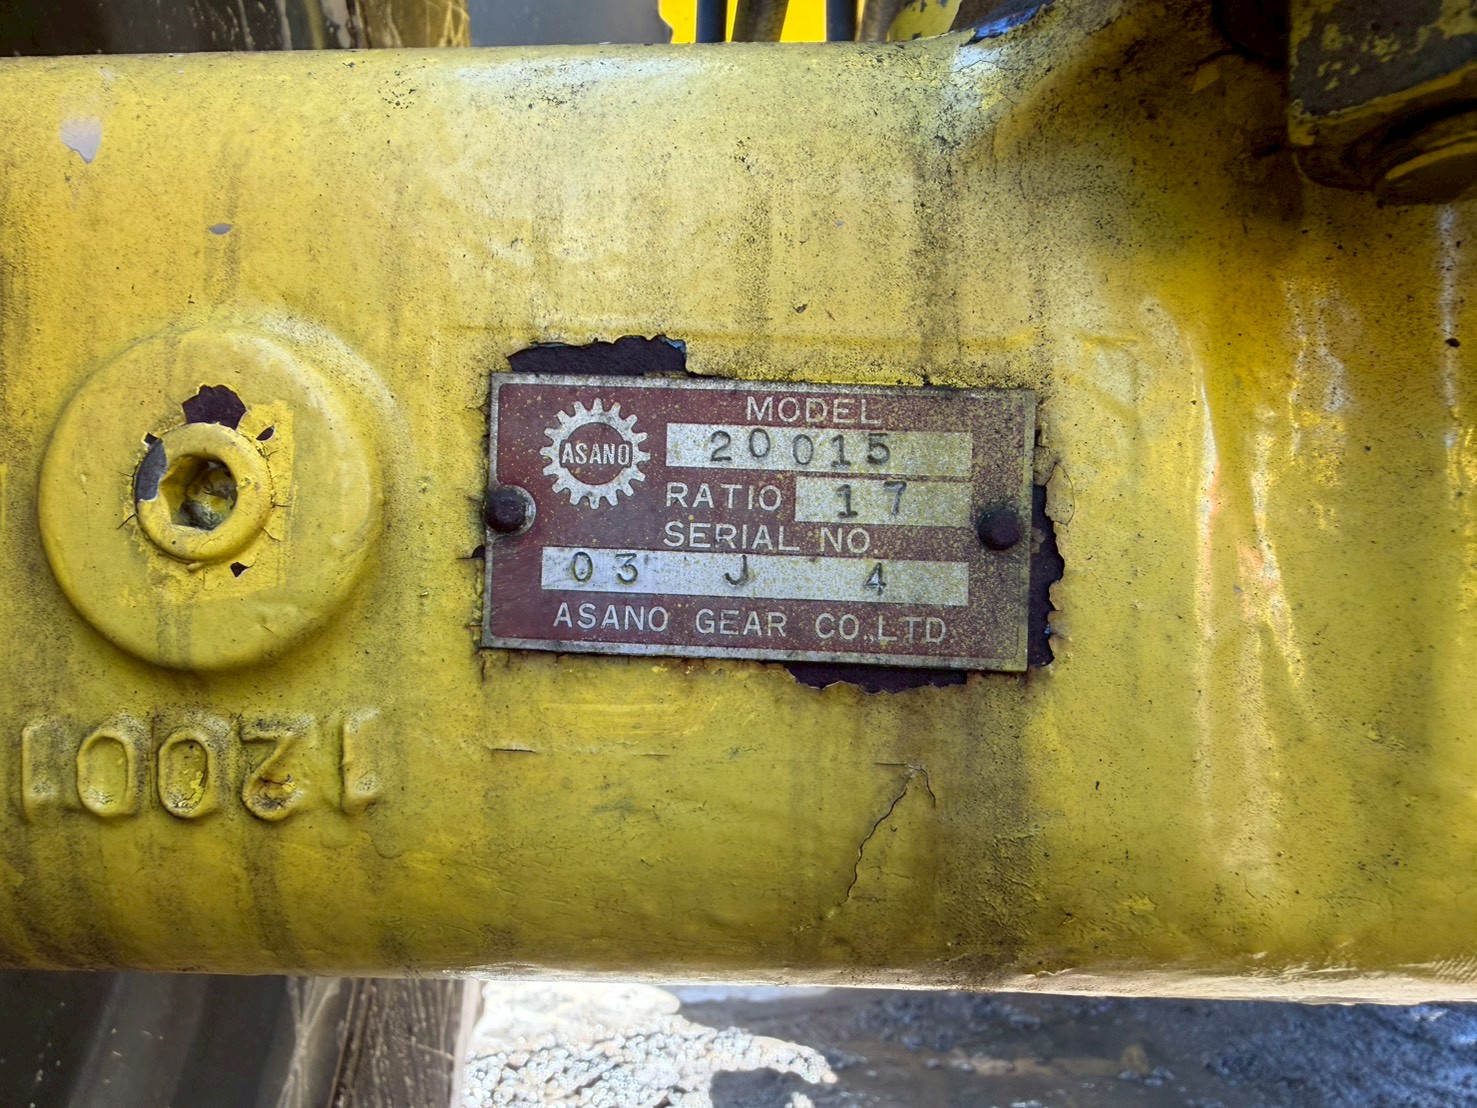 MODEL
ASANO 20015
RATIO 17
SERIAL NO.
03 J 4
ASANO GEAR CO.,LTD
12001